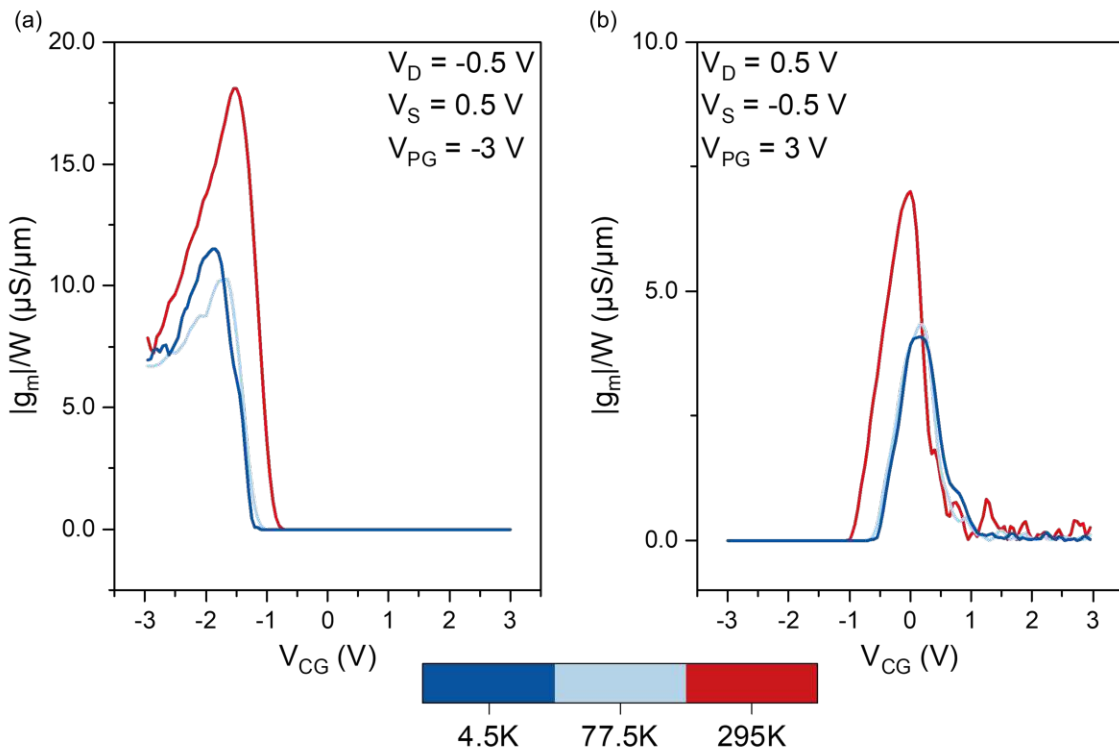 (a)
20.0
15.0
10.0
5.0
0.0
|g_m|/W (μS/μm)
V_D = -0.5 V
V_S = 0.5 V
V_PG = -3 V
-3 -2 -1 0 1 2 3
V_CG (V)
(b)
10.0
5.0
0.0
|g_m|/W (μS/μm)
V_D = 0.5 V
V_S = -0.5 V
V_PG = 3 V
-3 -2 -1 0 1 2 3
V_CG (V)
4.5K 77.5K 295K